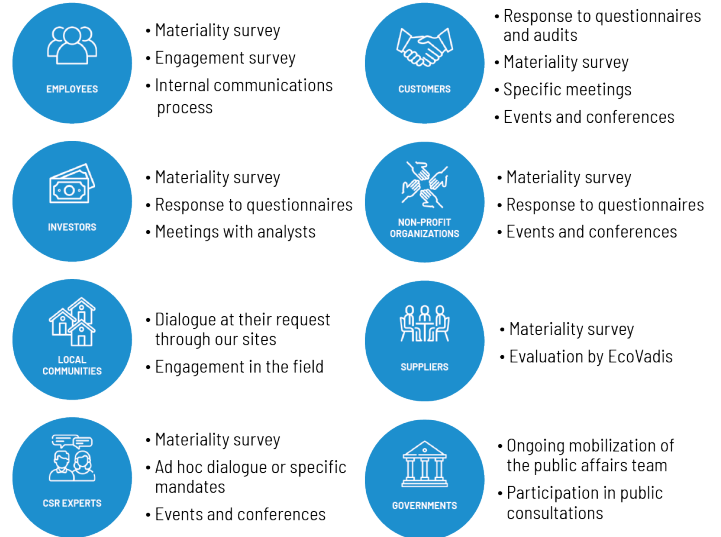 EMPLOYEES
• Materiality survey
• Engagement survey
• Internal communications
process
CUSTOMERS
• Response to questionnaires
and audits
• Materiality survey
• Specific meetings
• Events and conferences
INVESTORS
• Materiality survey
• Response to questionnaires
• Meetings with analysts
NON-PROFIT
ORGANIZATIONS
• Materiality survey
• Response to questionnaires
• Events and conferences
LOCAL
COMMUNITIES
• Dialogue at their request
through our sites
• Engagement in the field
SUPPLIERS
• Materiality survey
• Evaluation by EcoVadis
CSR EXPERTS
• Materiality survey
• Ad hoc dialogue or specific
mandates
• Events and conferences
GOVERNMENTS
• Ongoing mobilization of
the public affairs team
• Participation in public
consultations